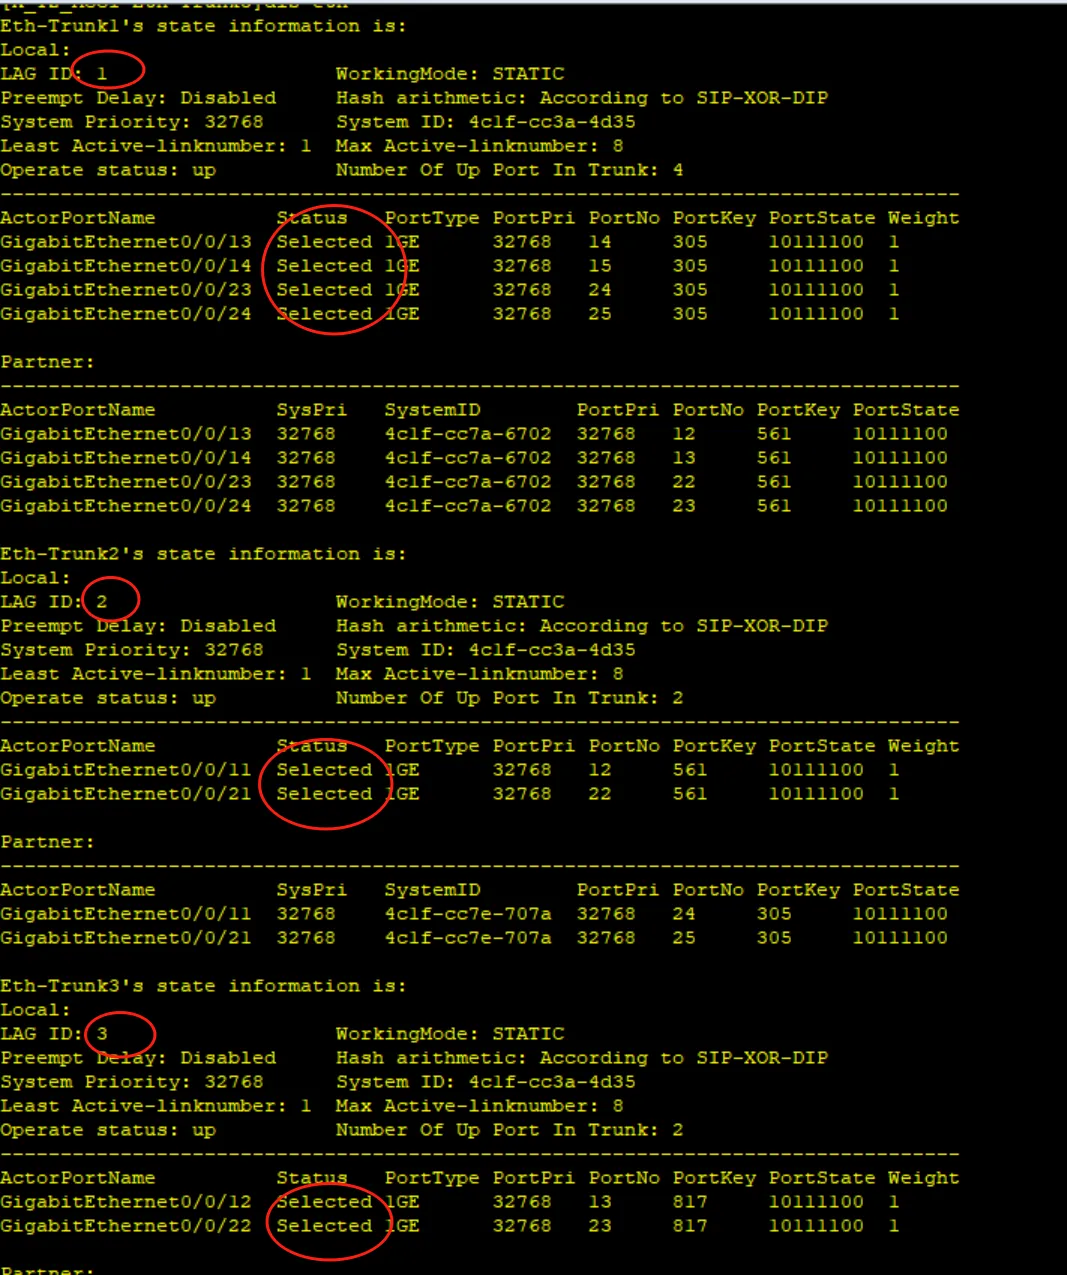 Eth-Trunk1's state information is:
Local:
LAG ID: 1                   WorkingMode: STATIC
Preempt Delay: Disabled     Hash arithmetic: According to SIP-XOR-DIP
System Priority: 32768      System ID: 4c1f-cc3a-4d35
Least Active-linknumber: 1  Max Active-linknumber: 8
Operate status: up          Number Of Up Port In Trunk: 4
--------------------------------------------------------------------------------
ActorPortName          Status   PortType PortPri PortNo PortKey PortState Weight
GigabitEthernet0/0/13  Selected 1GE      32768   14     305     10111100  1
GigabitEthernet0/0/14  Selected 1GE      32768   15     305     10111100  1
GigabitEthernet0/0/23  Selected 1GE      32768   24     305     10111100  1
GigabitEthernet0/0/24  Selected 1GE      32768   25     305     10111100  1
Partner:
--------------------------------------------------------------------------------
ActorPortName          SysPri   SystemID        PortPri PortNo PortKey PortState
GigabitEthernet0/0/13  32768    4c1f-cc7a-6702  32768   12     561     10111100
GigabitEthernet0/0/14  32768    4c1f-cc7a-6702  32768   13     561     10111100
GigabitEthernet0/0/23  32768    4c1f-cc7a-6702  32768   22     561     10111100
GigabitEthernet0/0/24  32768    4c1f-cc7a-6702  32768   23     561     10111100
Eth-Trunk2's state information is:
Local:
LAG ID: 2                   WorkingMode: STATIC
Preempt Delay: Disabled     Hash arithmetic: According to SIP-XOR-DIP
System Priority: 32768      System ID: 4c1f-cc3a-4d35
Least Active-linknumber: 1  Max Active-linknumber: 8
Operate status: up          Number Of Up Port In Trunk: 2
--------------------------------------------------------------------------------
ActorPortName          Status   PortType PortPri PortNo PortKey PortState Weight
GigabitEthernet0/0/11  Selected 1GE      32768   12     561     10111100  1
GigabitEthernet0/0/21  Selected 1GE      32768   22     561     10111100  1
Partner:
--------------------------------------------------------------------------------
ActorPortName          SysPri   SystemID        PortPri PortNo PortKey PortState
GigabitEthernet0/0/11  32768    4c1f-cc7e-707a  32768   24     305     10111100
GigabitEthernet0/0/21  32768    4c1f-cc7e-707a  32768   25     305     10111100
Eth-Trunk3's state information is:
Local:
LAG ID: 3                   WorkingMode: STATIC
Preempt Delay: Disabled     Hash arithmetic: According to SIP-XOR-DIP
System Priority: 32768      System ID: 4c1f-cc3a-4d35
Least Active-linknumber: 1  Max Active-linknumber: 8
Operate status: up          Number Of Up Port In Trunk: 2
--------------------------------------------------------------------------------
ActorPortName          Status   PortType PortPri PortNo PortKey PortState Weight
GigabitEthernet0/0/12  Selected 1GE      32768   13     817     10111100  1
GigabitEthernet0/0/22  Selected 1GE      32768   23     817     10111100  1
Partner: